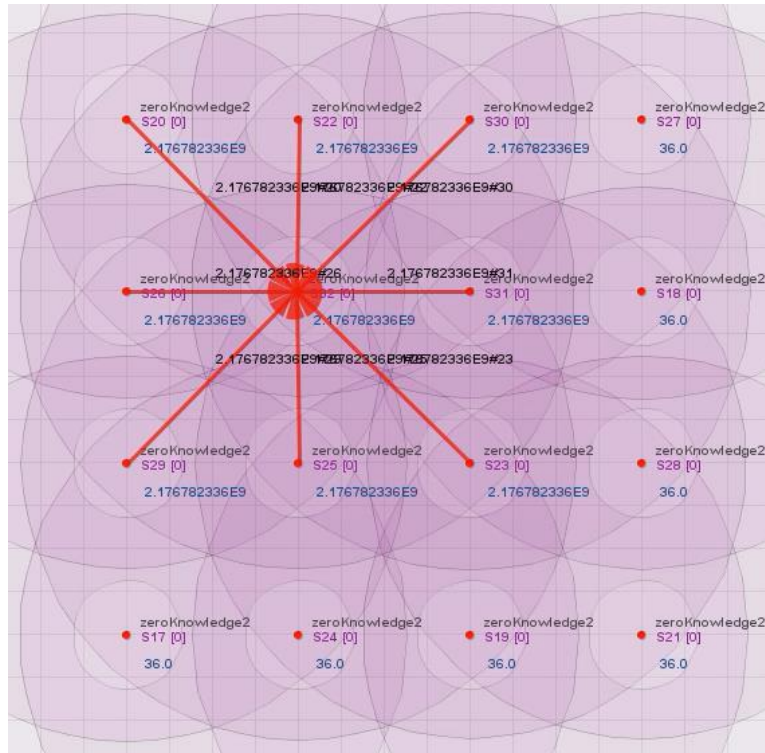 zeroKnowledge2 zeroKnowledge2 zeroKnowledge2 zeroKnowledge2
S20 [0] S22 [0] S30 [0] S27 [0]
2.176782336E9 2.176782336E9 2.176782336E9 36.0
2.176782336E9#30
2.176782336E9#26 2.176782336E9#31
zeroKnowledge2 zeroKnowledge2 zeroKnowledge2 zeroKnowledge2
S26 [0] S32 [0] S31 [0] S18 [0]
2.176782336E9 2.176782336E9 2.176782336E9 36.0
2.176782336E9#23
zeroKnowledge2 zeroKnowledge2 zeroKnowledge2 zeroKnowledge2
S29 [0] S25 [0] S23 [0] S28 [0]
2.176782336E9 2.176782336E9 2.176782336E9 36.0
zeroKnowledge2 zeroKnowledge2 zeroKnowledge2 zeroKnowledge2
S17 [0] S24 [0] S19 [0] S21 [0]
36.0 36.0 36.0 36.0